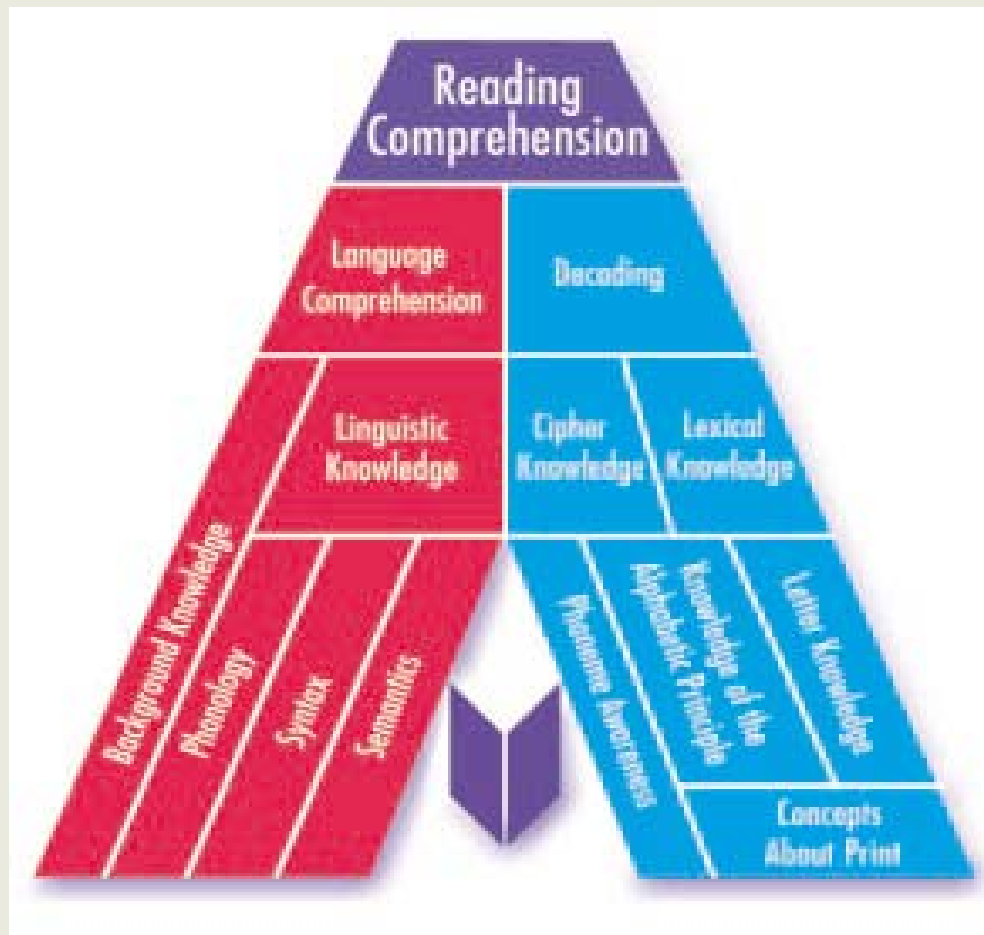 Reading
Comprehension
Language
Comprehension
Decoding
Background Knowledge
Linguistic
Knowledge
Cipher
Knowledge
Lexical
Knowledge
Phonology
Syntax
Semantics
Phoneme Awareness
Knowledge of the
Alphabetic Principle
Letter Knowledge
Concepts
About Print